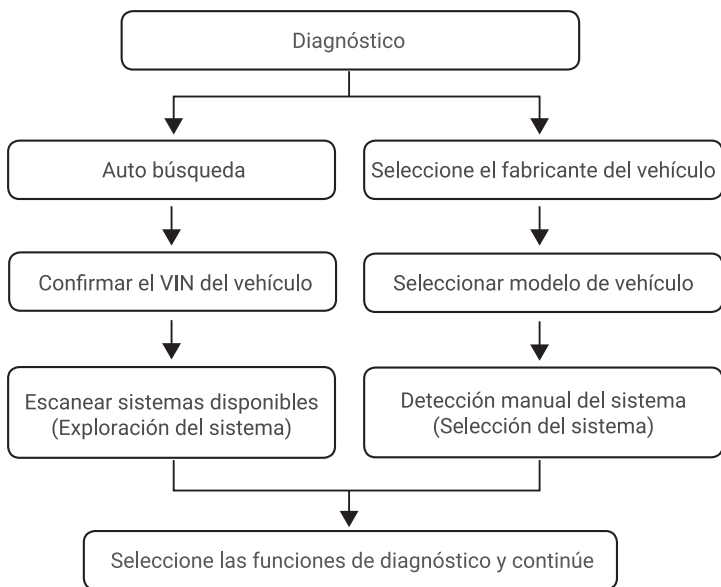 Diagnóstico
Auto búsqueda
Seleccione el fabricante del vehículo
Confirmar el VIN del vehículo
Seleccionar modelo de vehículo
Escanear sistemas disponibles
(Exploración del sistema)
Detección manual del sistema
(Selección del sistema)
Seleccione las funciones de diagnóstico y continúe